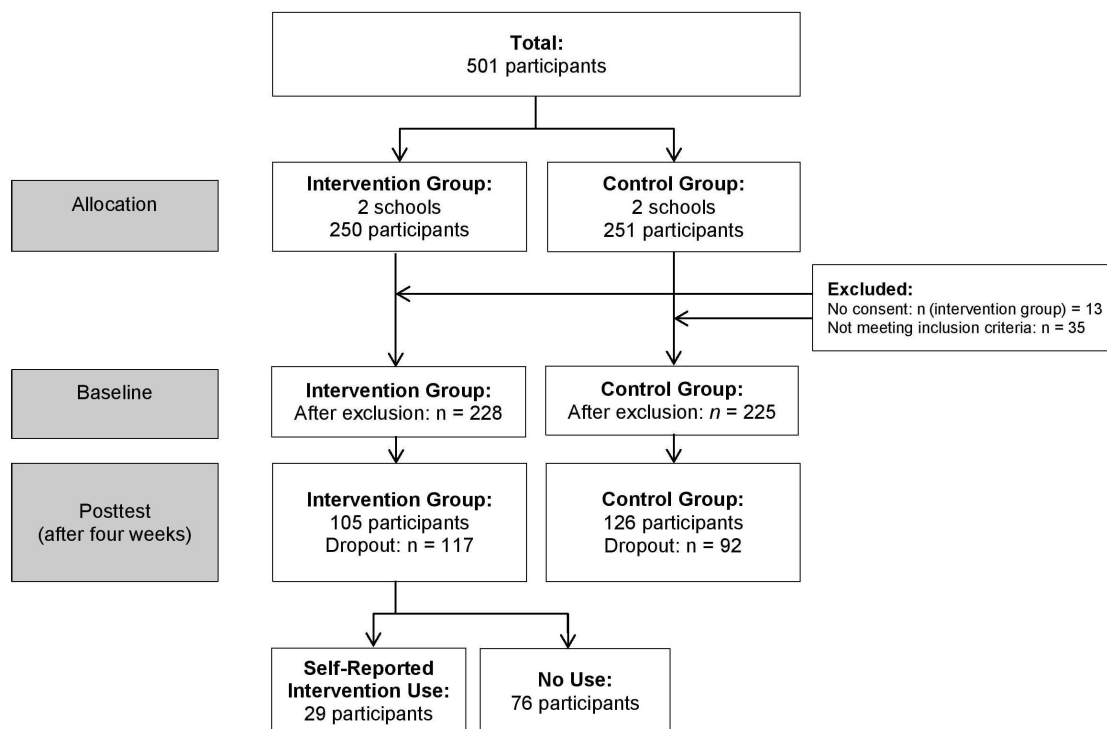 Total:
501 participants
Allocation
Intervention Group:
2 schools
250 participants
Control Group:
2 schools
251 participants
Excluded:
No consent: n (intervention group) = 13
Not meeting inclusion criteria: n = 35
Baseline
Intervention Group:
After exclusion: n = 228
Control Group:
After exclusion: n = 225
Posttest
(after four weeks)
Intervention Group:
105 participants
Dropout: n = 117
Control Group:
126 participants
Dropout: n = 92
Self-Reported
Intervention Use:
29 participants
No Use:
76 participants